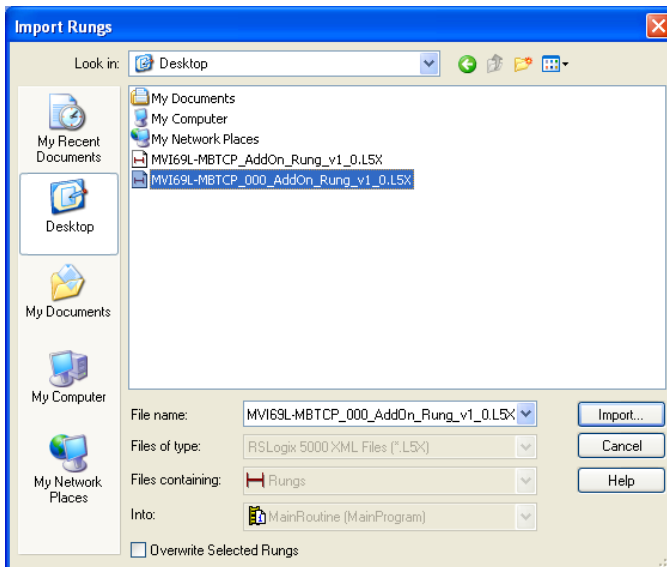 Import Rungs
Look in:
Desktop
My Recent
Documents
Desktop
My Documents
My Computer
My Network
Places
My Documents
My Computer
My Network Places
MVI69L-MBTCP_AddOn_Rung_v1_0.L5X
MVI69L-MBTCP_000_AddOn_Rung_v1_0.L5X
File name:
MVI69L-MBTCP_000_AddOn_Rung_v1_0.L5X
Import...
Files of type:
RSLogix 5000 XML Files (*.L5X)
Cancel
Files containing:
Rungs
Help
Into:
MainRoutine (MainProgram)
Overwrite Selected Rungs